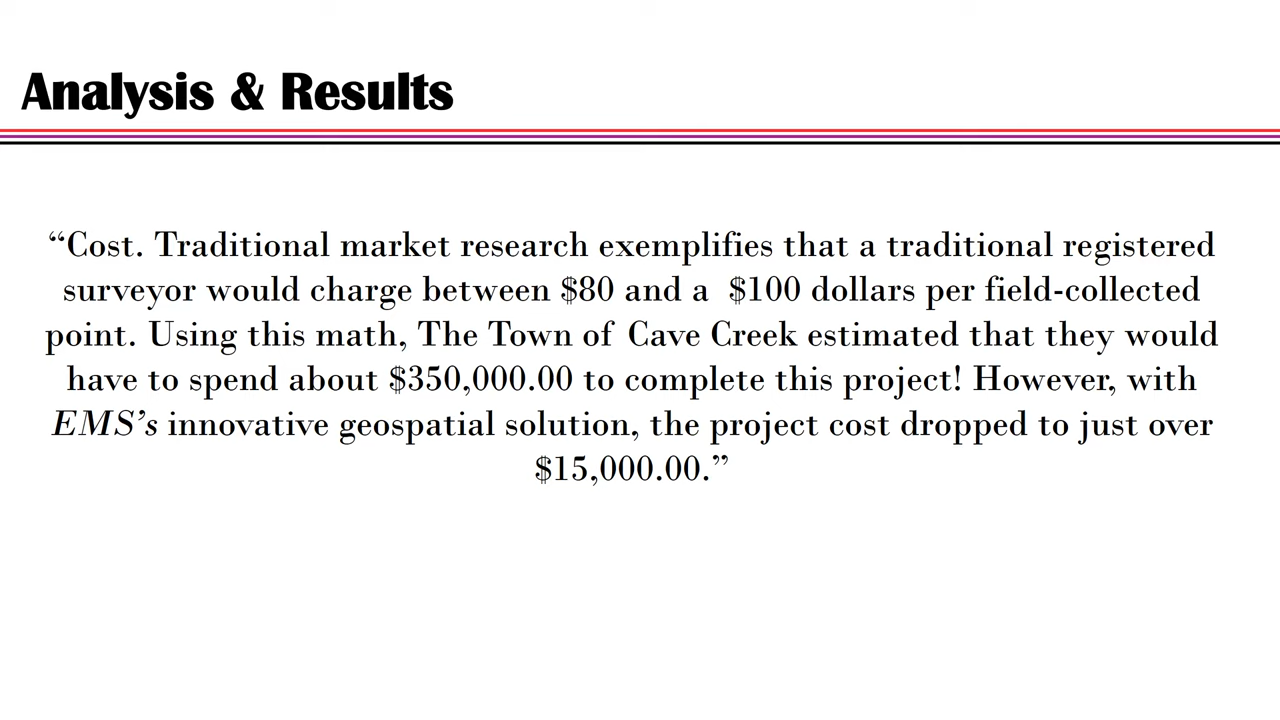 Analysis & Results
“Cost. Traditional market research exemplifies that a traditional registered
surveyor would charge between $80 and a  $100 dollars per field-collected
point. Using this math, The Town of Cave Creek estimated that they would
have to spend about $350,000.00 to complete this project! However, with
EMS’s innovative geospatial solution, the project cost dropped to just over
$15,000.00.”